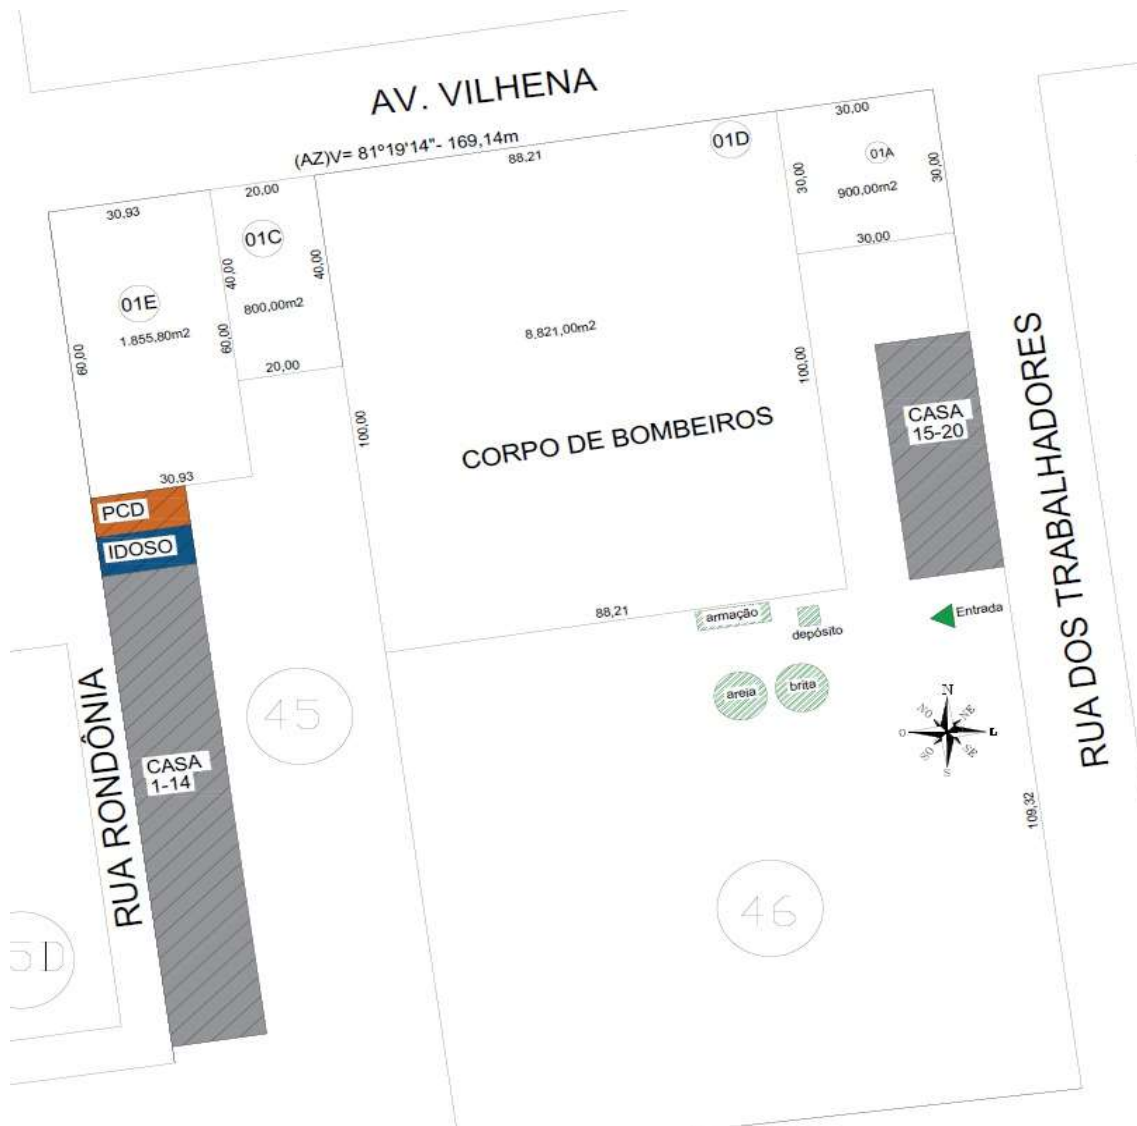 AV. VILHENA
(AZ)V= 81°19'14"- 169,14m
30,93
20,00
88,21
30,00
01E
01C
01D
01A
1.855,80m2
800,00m2
8.821,00m2
900,00m2
60,00
60,00
40,00
40,00
30,00
30,00
30,00
20,00
100,00
100,00
30,93
CORPO DE BOMBEIROS
CASA
15-20
RUA DOS TRABALHADORES
PCD
IDOSO
88,21
armação
depósito
Entrada
areia
brita
45
N
NO
NE
O
L
SO
SE
S
RUA RONDÔNIA
CASA
1-14
109,32
46
5D